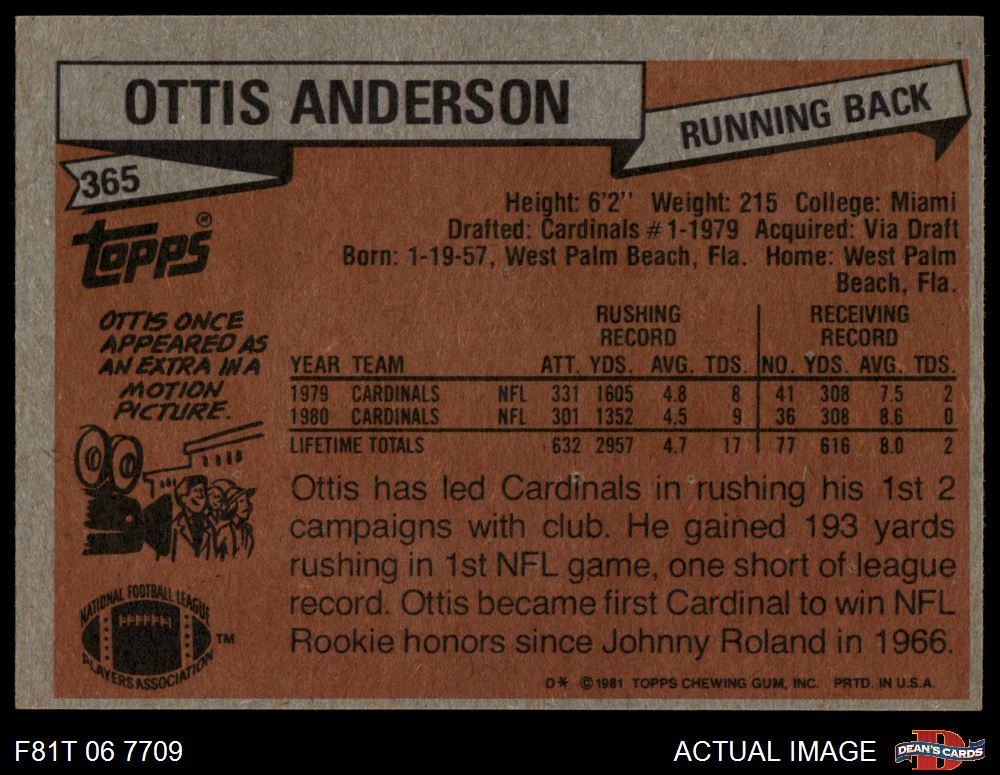 OTTIS ANDERSON
RUNNING BACK
365
TOPPS®
Height: 6'2" Weight: 215 College: Miami
Drafted: Cardinals #1-1979 Acquired: Via Draft
Born: 1-19-57, West Palm Beach, Fla. Home: West Palm
Beach, Fla.
OTTIS ONCE
APPEARED AS
AN EXTRA IN A
MOTION
PICTURE.
RUSHING RECEIVING
RECORD RECORD
YEAR TEAM ATT. YDS. AVG. TDS. NO. YDS. AVG. TDS.
1979 CARDINALS NFL 331 1605 4.8 8 41 308 7.5 2
1980 CARDINALS NFL 301 1352 4.5 9 36 308 8.6 0
LIFETIME TOTALS 632 2957 4.7 17 77 616 8.0 2
Ottis has led Cardinals in rushing his 1st 2
campaigns with club. He gained 193 yards
rushing in 1st NFL game, one short of league
record. Ottis became first Cardinal to win NFL
Rookie honors since Johnny Roland in 1966.
NATIONAL FOOTBALL LEAGUE
PLAYERS ASSOCIATION
TM
D* ©1981 TOPPS CHEWING GUM, INC. PRTD. IN U.S.A.
F81T 06 7709
ACTUAL IMAGE
D
DEAN'S CARDS